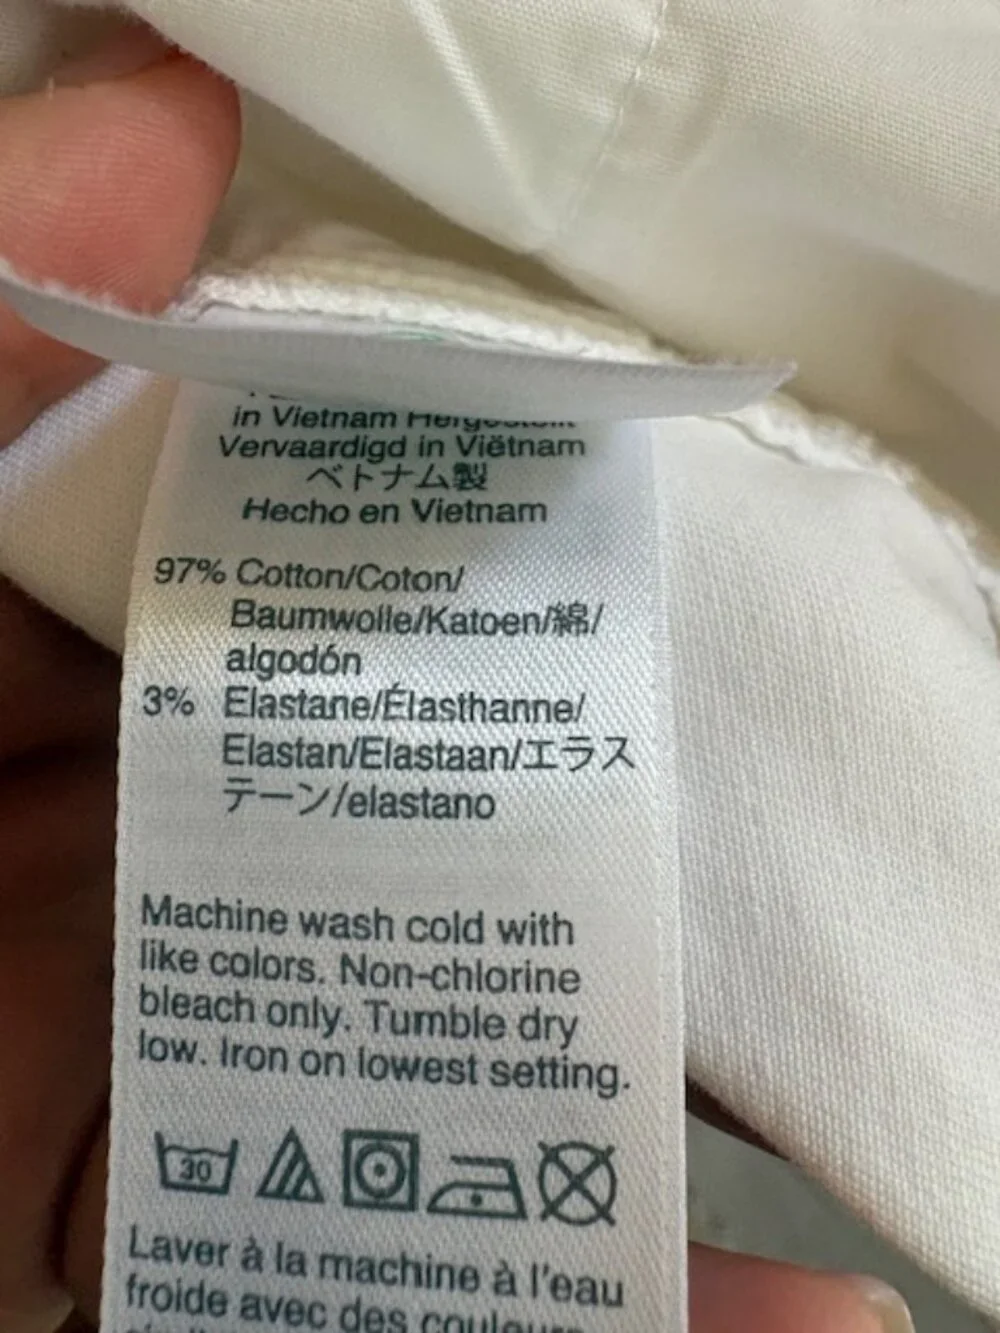 in Vietnam Hergestellt
Vervaardigd in Viëtnam
ベトナム製
Hecho en Vietnam
97% Cotton/Coton/
Baumwolle/Katoen/綿/
algodón
3% Elastane/Élasthanne/
Elastan/Elastaan/エラス
テーン/elastano
Machine wash cold with
like colors. Non-chlorine
bleach only. Tumble dry
low. Iron on lowest setting.
30
Laver à la machine à l'eau
froide avec des couleurs